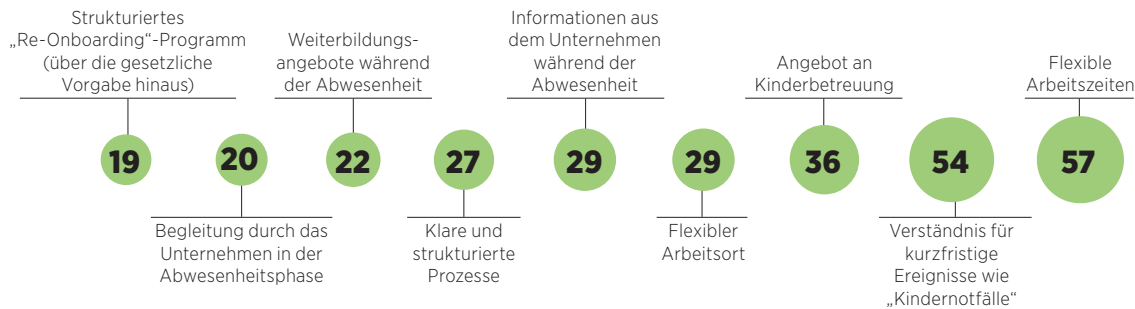 Strukturiertes
„Re-Onboarding“-Programm
(über die gesetzliche
Vorgabe hinaus)
19
20
Begleitung durch das
Unternehmen in der
Abwesenheitsphase
Weiterbildungs-
angebote während
der Abwesenheit
22
27
Klare und
strukturierte
Prozesse
Informationen aus
dem Unternehmen
während der
Abwesenheit
29
29
Flexibler
Arbeitsort
Angebot an
Kinderbetreuung
36
54
Verständnis für
kurzfristige
Ereignisse wie
„Kindernotfälle“
Flexible
Arbeitszeiten
57